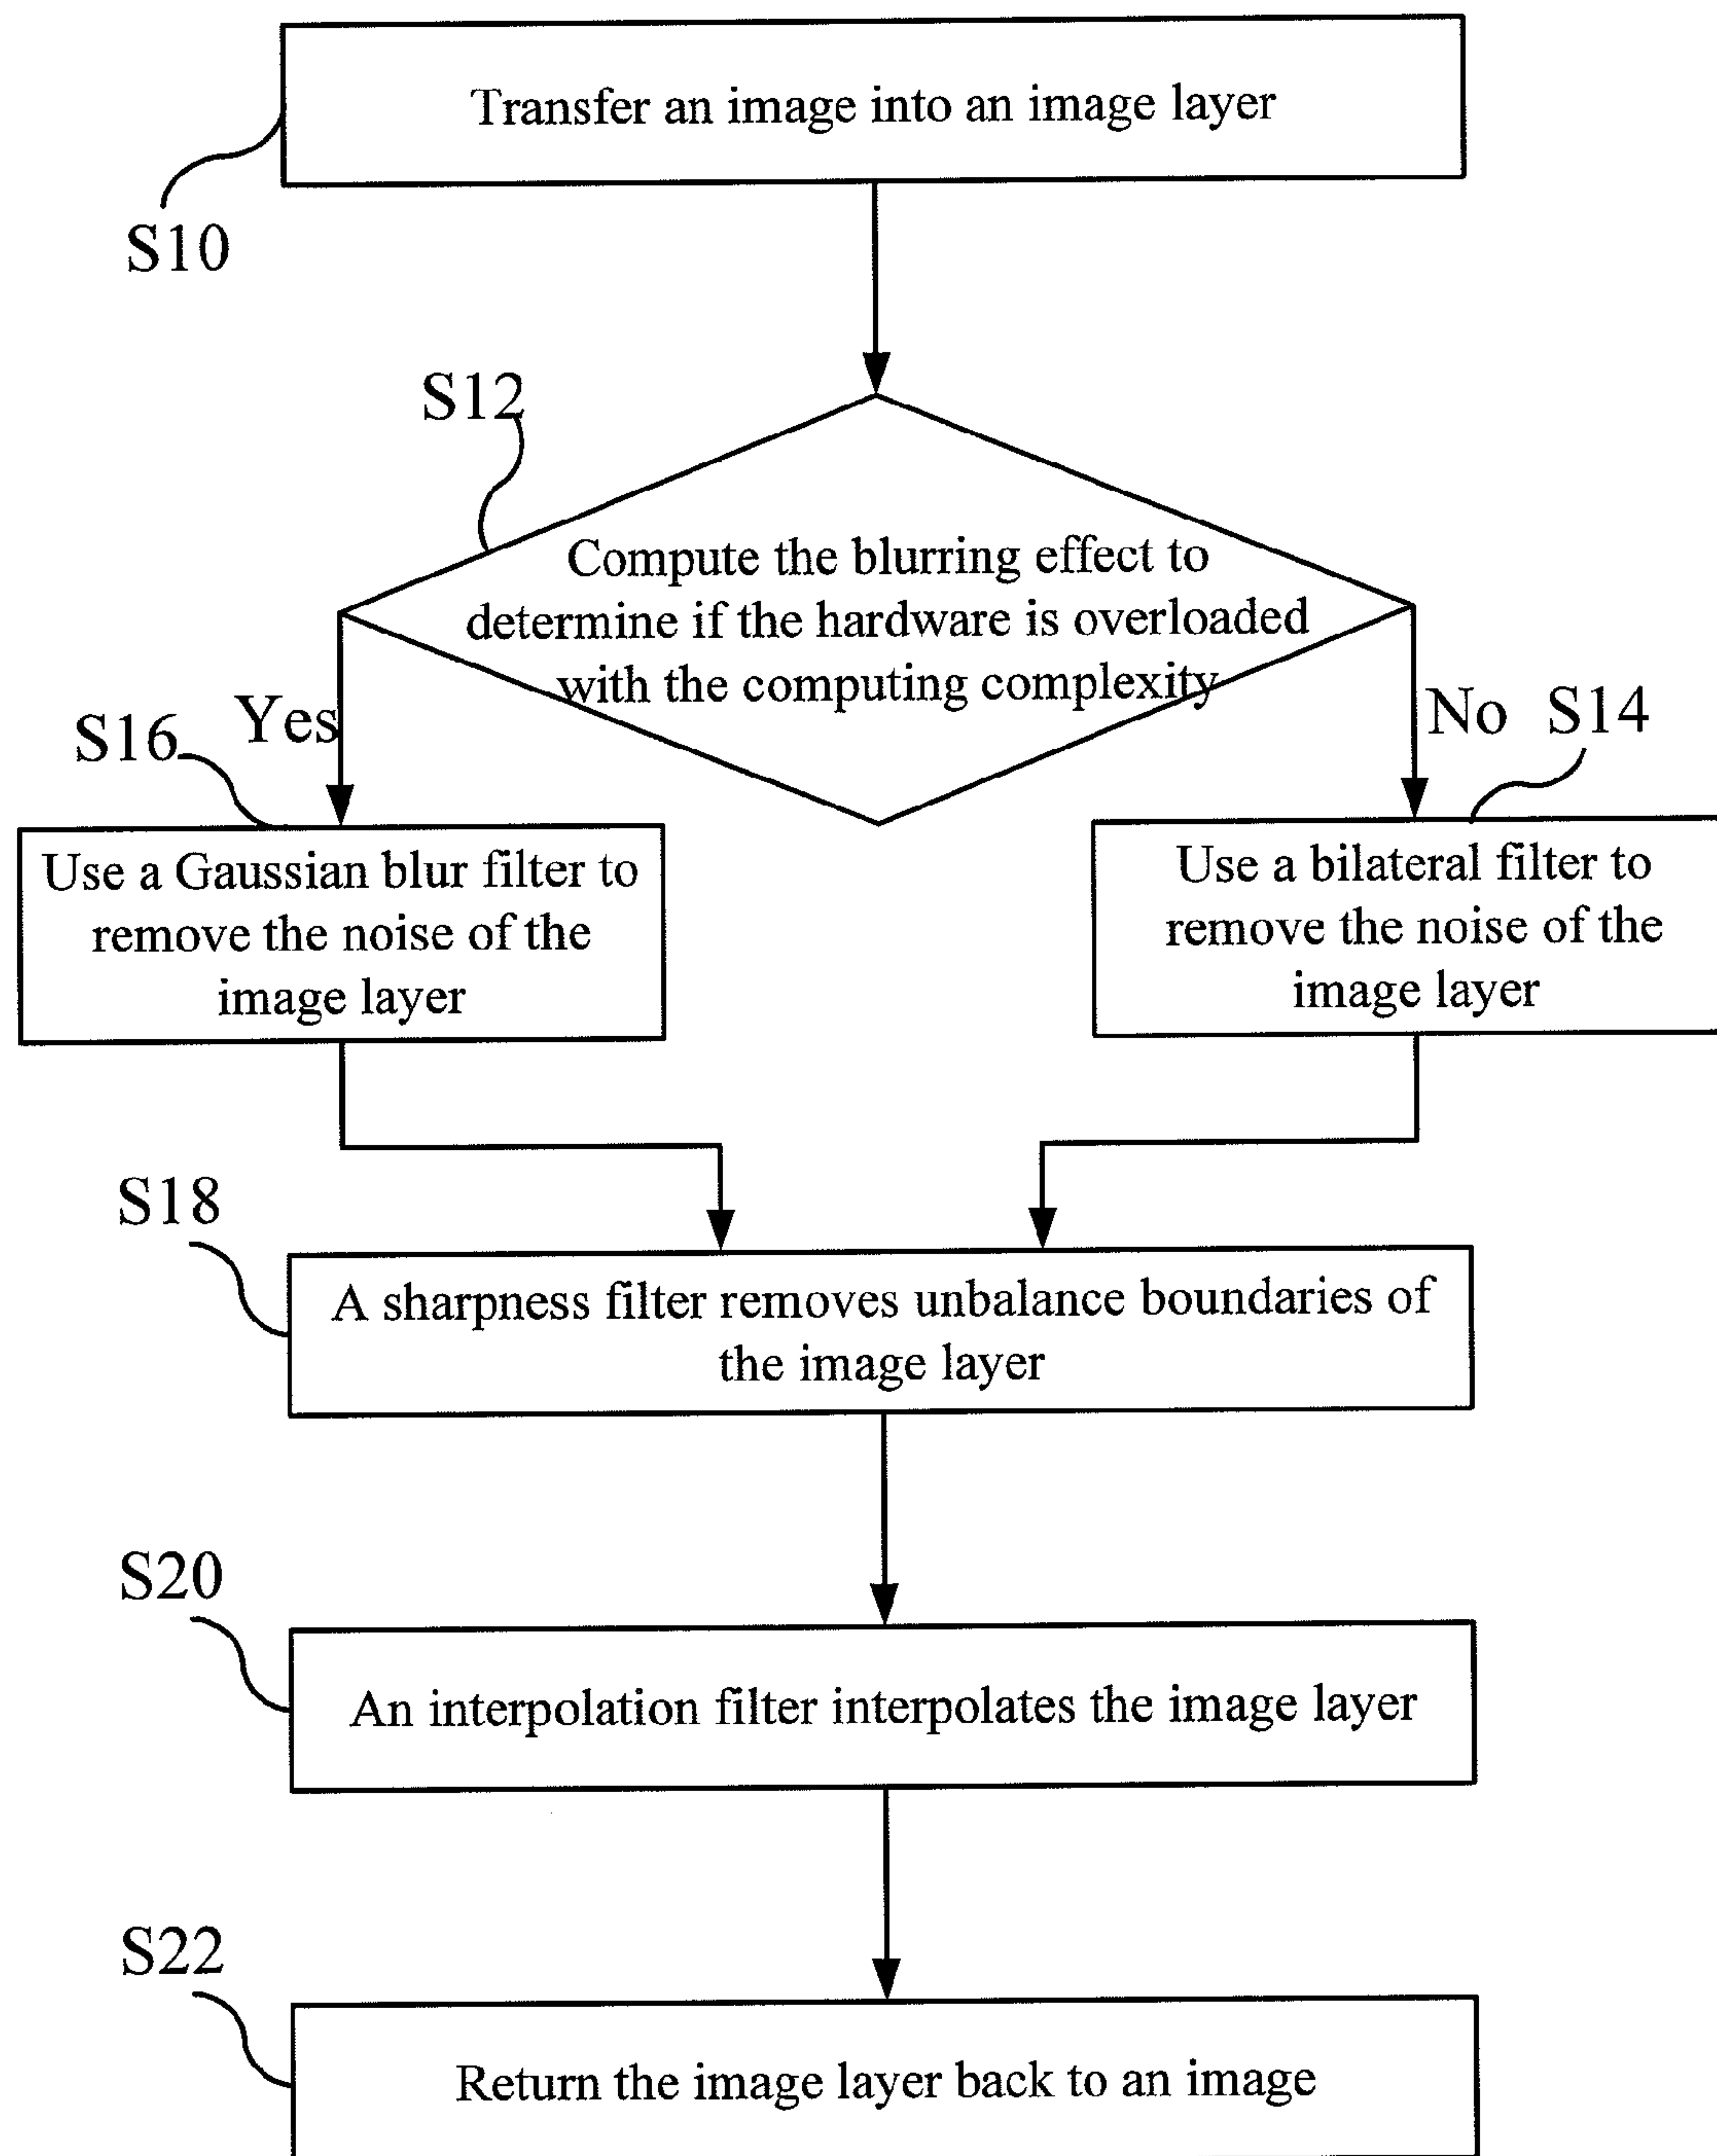 Transfer an image into an image layer
S10
S12
Compute the blurring effect to
determine if the hardware is overloaded
with the computing complexity
Yes
No
S16
S14
Use a Gaussian blur filter to
remove the noise of the
image layer
Use a bilateral filter to
remove the noise of the
image layer
S18
A sharpness filter removes unbalance boundaries of
the image layer
S20
An interpolation filter interpolates the image layer
S22
Return the image layer back to an image